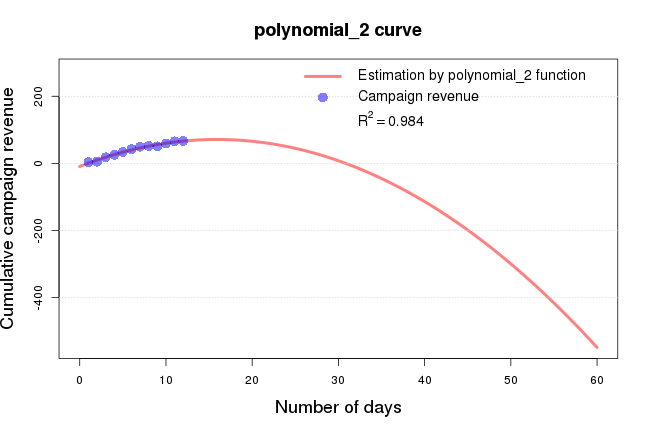 polynomial_2 curve
Estimation by polynomial_2 function
Campaign revenue
R² = 0.984
Cumulative campaign revenue
200
0
-200
-400
0 10 20 30 40 50 60
Number of days